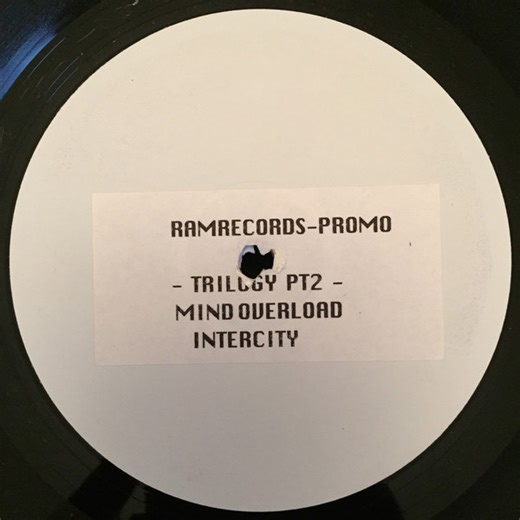 RAMRECORDS-PROMO
- TRILOGY PT2 -
MIND OVERLOAD
INTERCITY